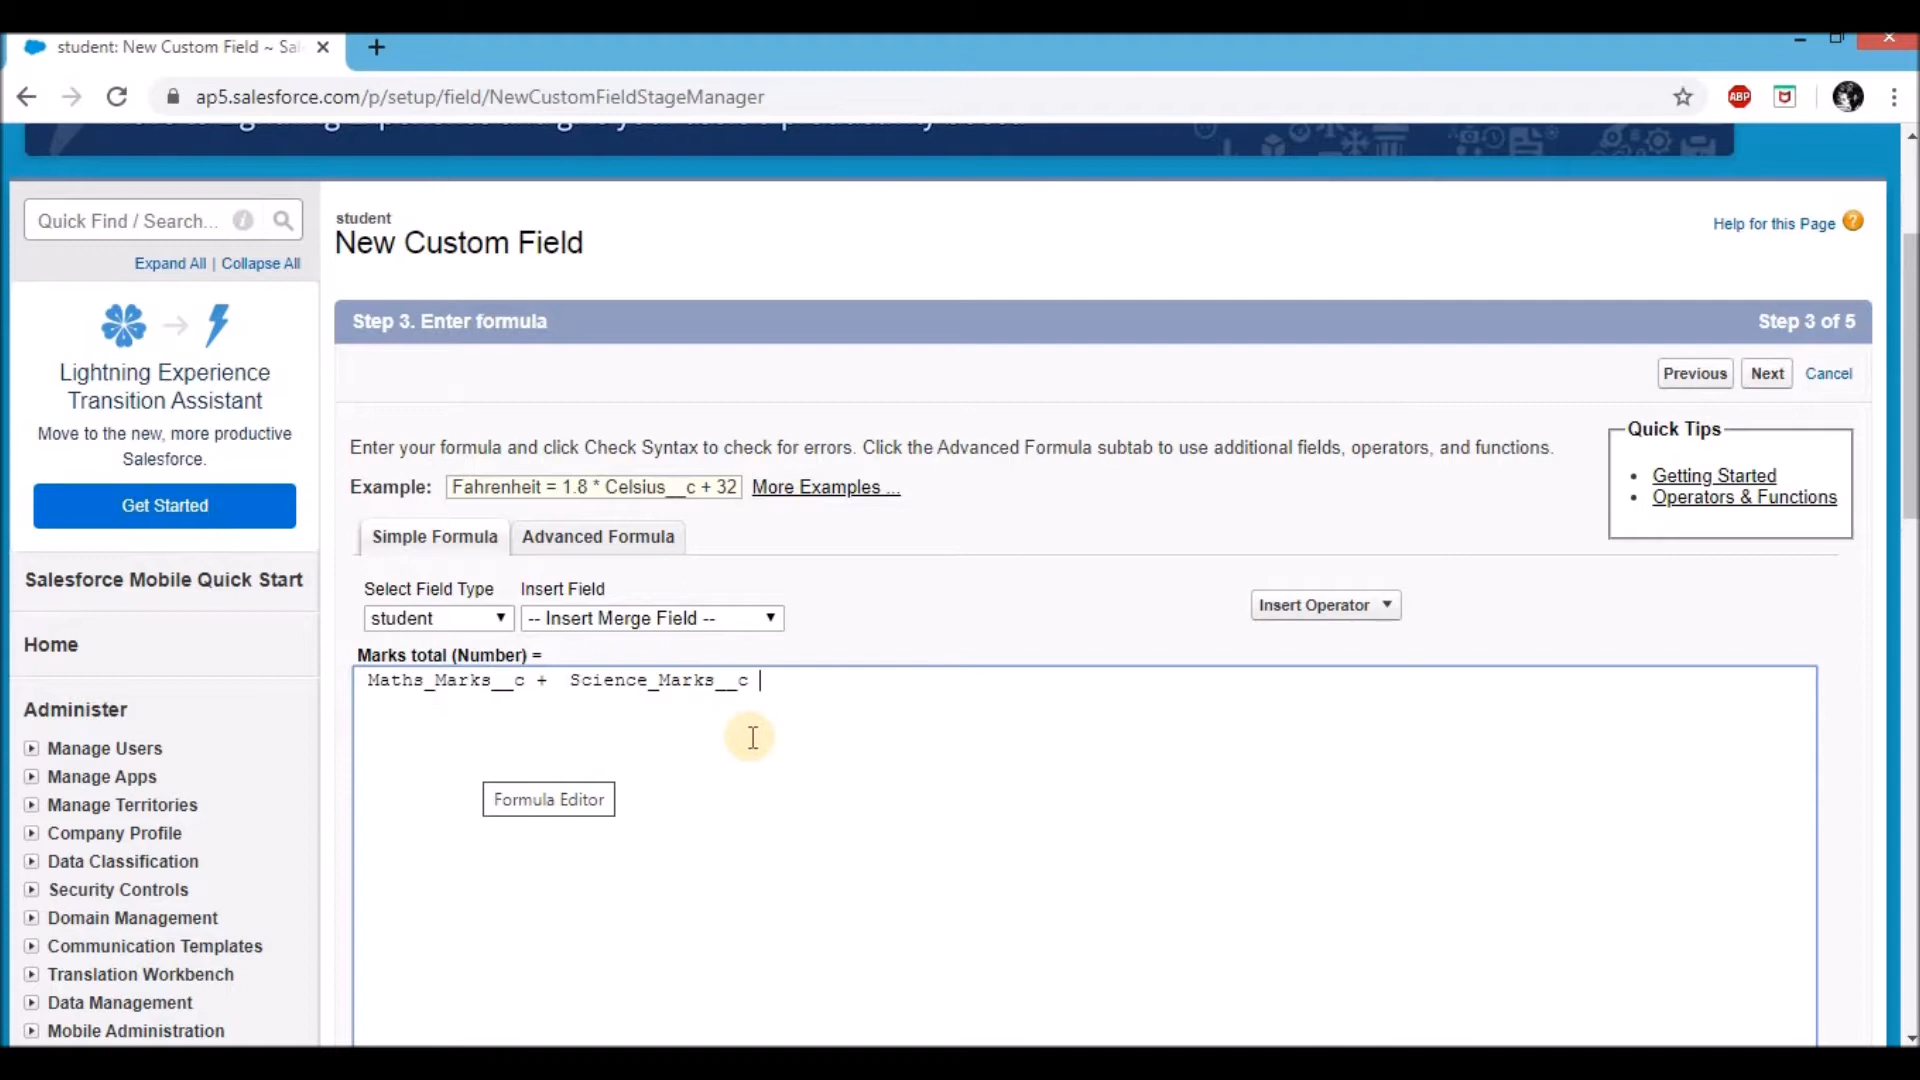 student: New Custom Field ~ Sal
ap5.salesforce.com/p/setup/field/NewCustomFieldStageManager
ABP
Quick Find / Search...
Expand All | Collapse All
Lightning Experience
Transition Assistant
Move to the new, more productive
Salesforce.
Get Started
Salesforce Mobile Quick Start
Home
Administer
Manage Users
Manage Apps
Manage Territories
Company Profile
Data Classification
Security Controls
Domain Management
Communication Templates
Translation Workbench
Data Management
Mobile Administration
student
New Custom Field
Help for this Page ?
Step 3. Enter formula
Step 3 of 5
Previous
Next
Cancel
Enter your formula and click Check Syntax to check for errors. Click the Advanced Formula subtab to use additional fields, operators, and functions.
Example: Fahrenheit = 1.8 * Celsius__c + 32 More Examples ...
Quick Tips
Getting Started
Operators & Functions
Simple Formula
Advanced Formula
Select Field Type
Insert Field
student
-- Insert Merge Field --
Insert Operator
Marks total (Number) =
Maths_Marks__c + Science_Marks__c
Formula Editor